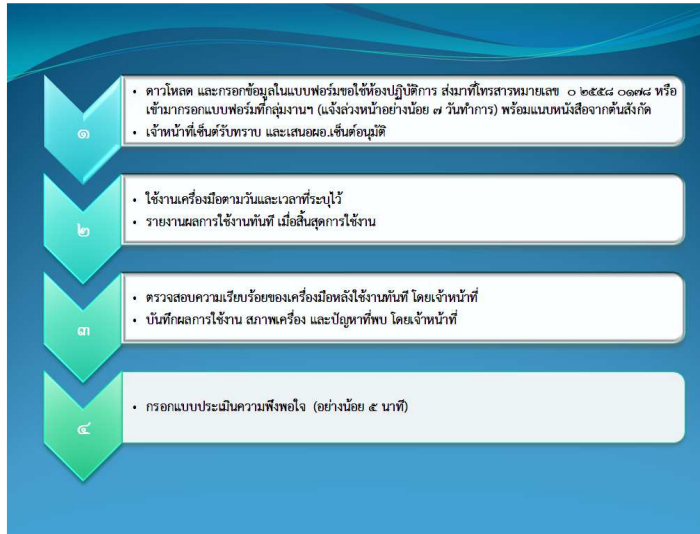 ๑
• ดาวโหลด และกรอกข้อมูลในแบบฟอร์มขอใช้ห้องปฏิบัติการ ส่งมาที่โทรสารหมายเลข ๐ ๒๕๕๘ ๐๑๗๘ หรือ
เข้ามากรอกแบบฟอร์มที่กลุ่มงานฯ (แจ้งล่วงหน้าอย่างน้อย ๗ วันทำการ) พร้อมแนบหนังสือจากต้นสังกัด
• เจ้าหน้าที่เซ็นต์รับทราบ และเสนอผอ.เซ็นต์อนุมัติ
๒
• ใช้งานเครื่องมือตามวันและเวลาที่ระบุไว้
• รายงานผลการใช้งานทันที เมื่อสิ้นสุดการใช้งาน
๓
• ตรวจสอบความเรียบร้อยของเครื่องมือหลังใช้งานทันที โดยเจ้าหน้าที่
• บันทึกผลการใช้งาน สภาพเครื่อง และปัญหาที่พบ โดยเจ้าหน้าที่
๔
• กรอกแบบประเมินความพึงพอใจ (อย่างน้อย ๕ นาที)